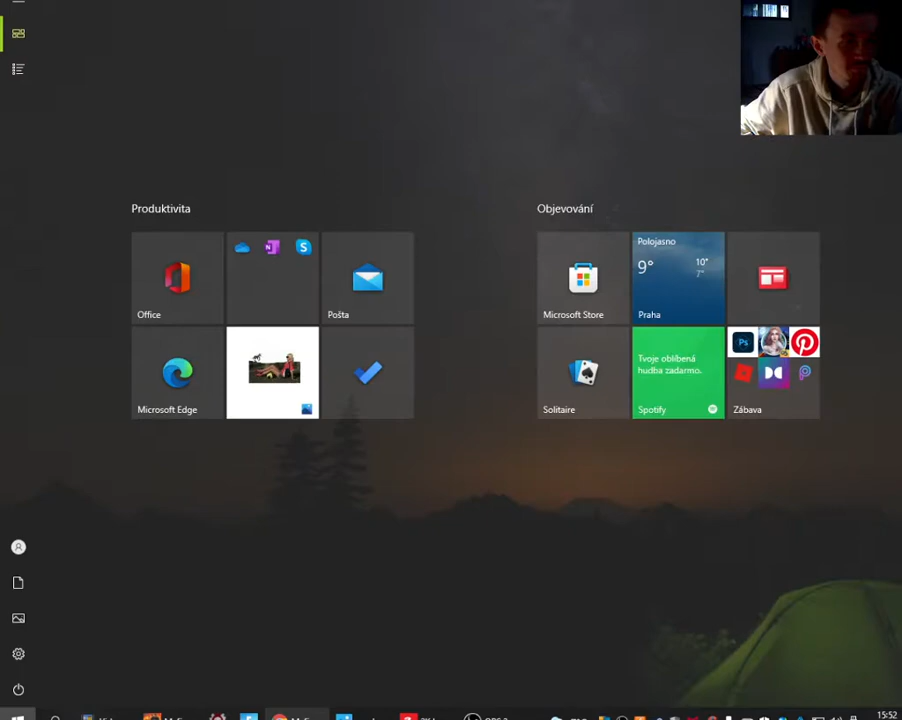 Produktivita
Objevování
Office
Pošta
Microsoft Edge
Microsoft Store
Polojasno
9°
10°
7°
Praha
Solitaire
Tvoje oblíbená
hudba zadarmo.
Spotify
Ps
Zábava
15:52